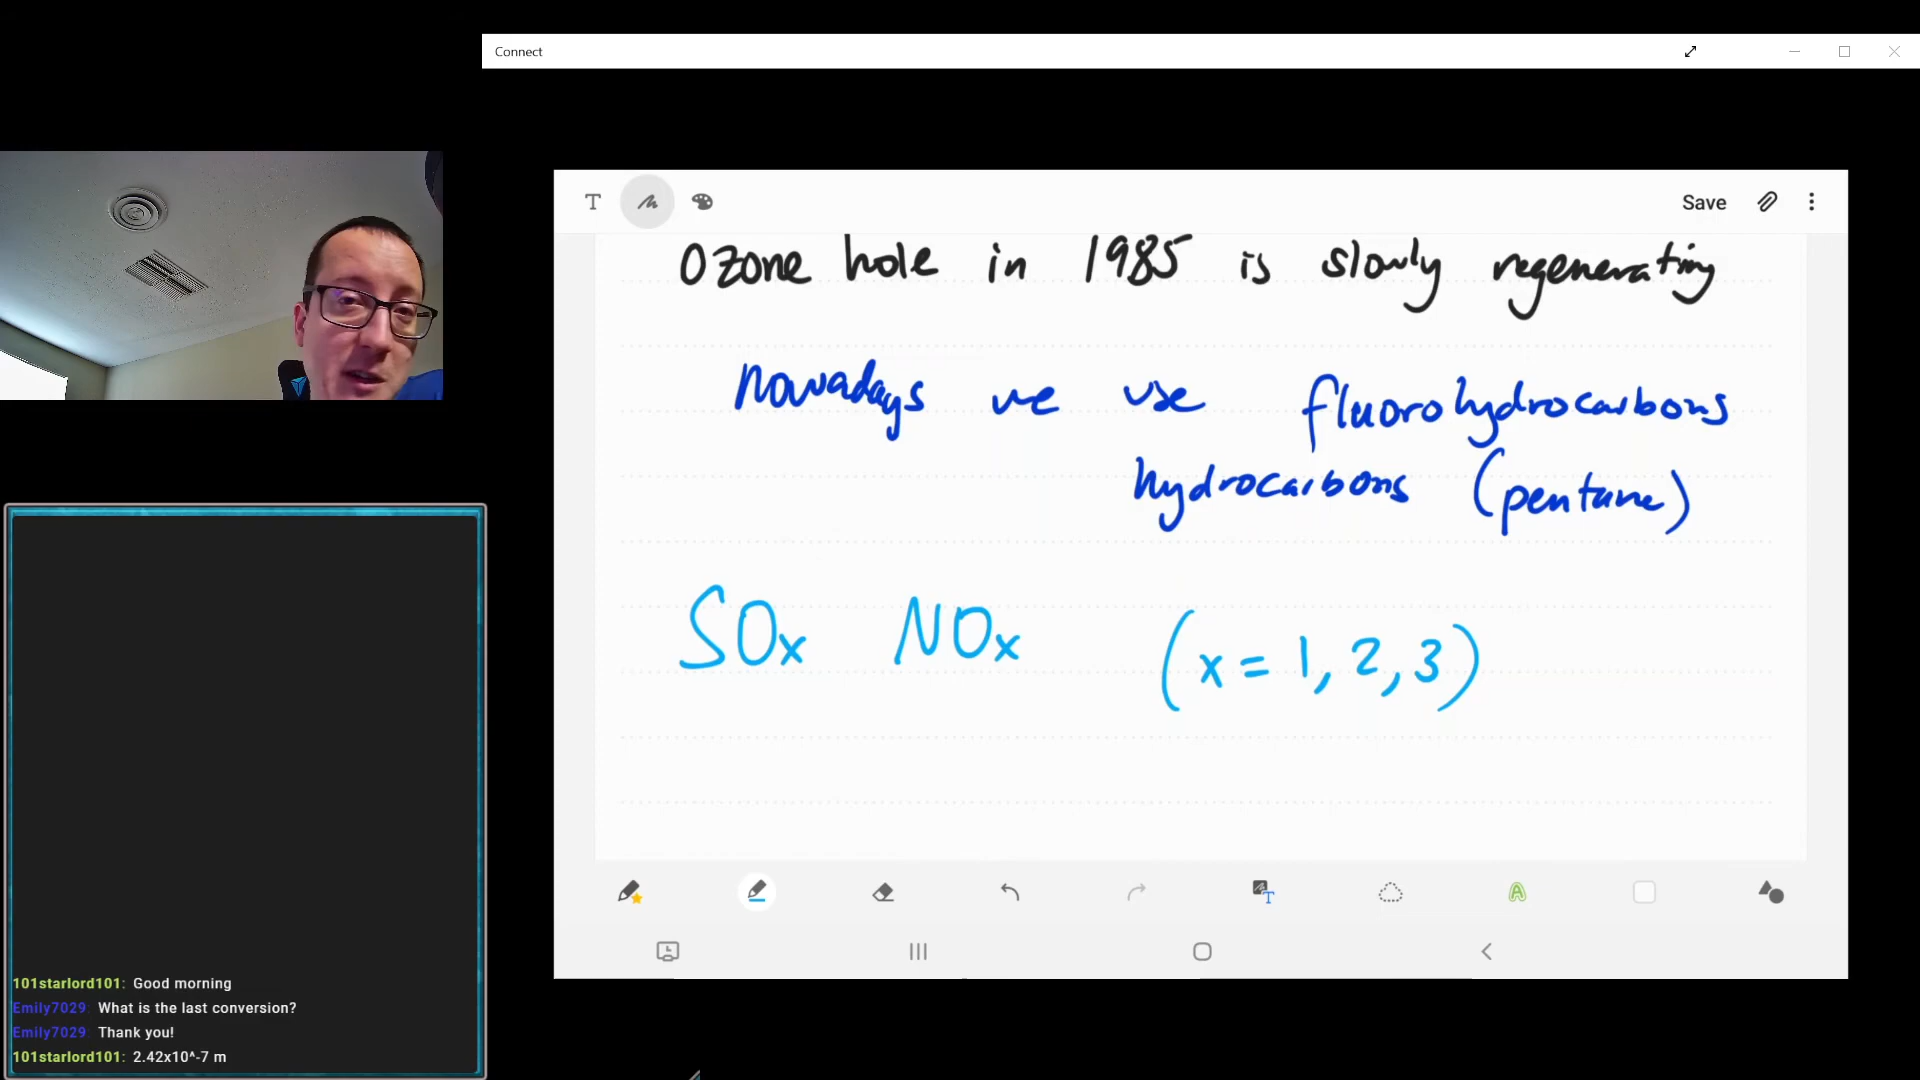 Connect
Save
Ozone hole in 1985 is slowly regenerating
nowadays we use fluorohydrocarbons
hydrocarbons (pentane)
SOx NOx (x = 1, 2, 3)
101starlord101: Good morning
Emily7029: What is the last conversion?
Emily7029: Thank you!
101starlord101: 2.42x10^-7 m